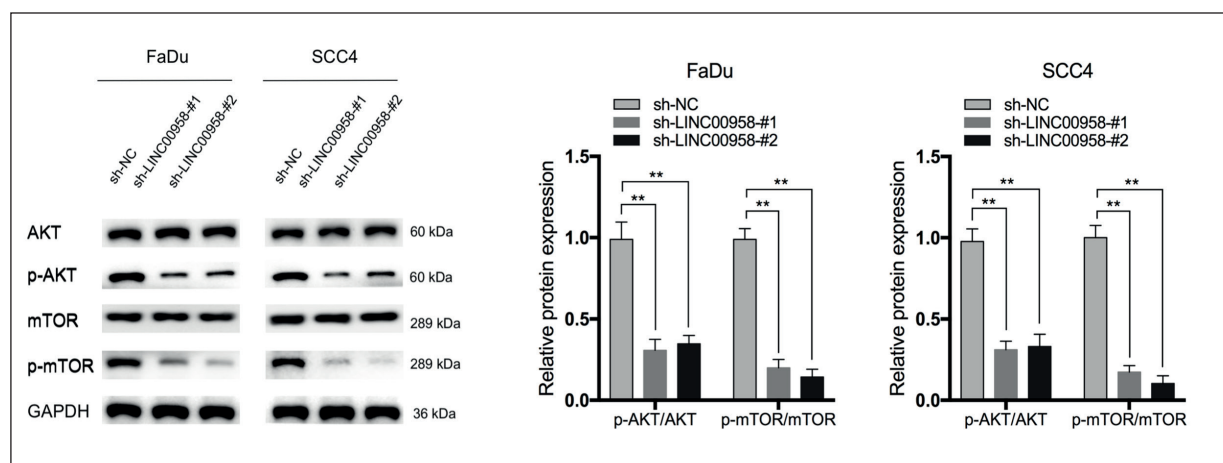 FaDu
SCC4
sh-NC
sh-LINC00958-#1
sh-LINC00958-#2
sh-NC
sh-LINC00958-#1
sh-LINC00958-#2
AKT 60 kDa
p-AKT 60 kDa
mTOR 289 kDa
p-mTOR 289 kDa
GAPDH 36 kDa
FaDu
sh-NC
sh-LINC00958-#1
sh-LINC00958-#2
Relative protein expression
1.5
1.0
0.5
0.0
** ** ** **
p-AKT/AKT p-mTOR/mTOR
SCC4
sh-NC
sh-LINC00958-#1
sh-LINC00958-#2
Relative protein expression
1.5
1.0
0.5
0.0
** ** ** **
p-AKT/AKT p-mTOR/mTOR